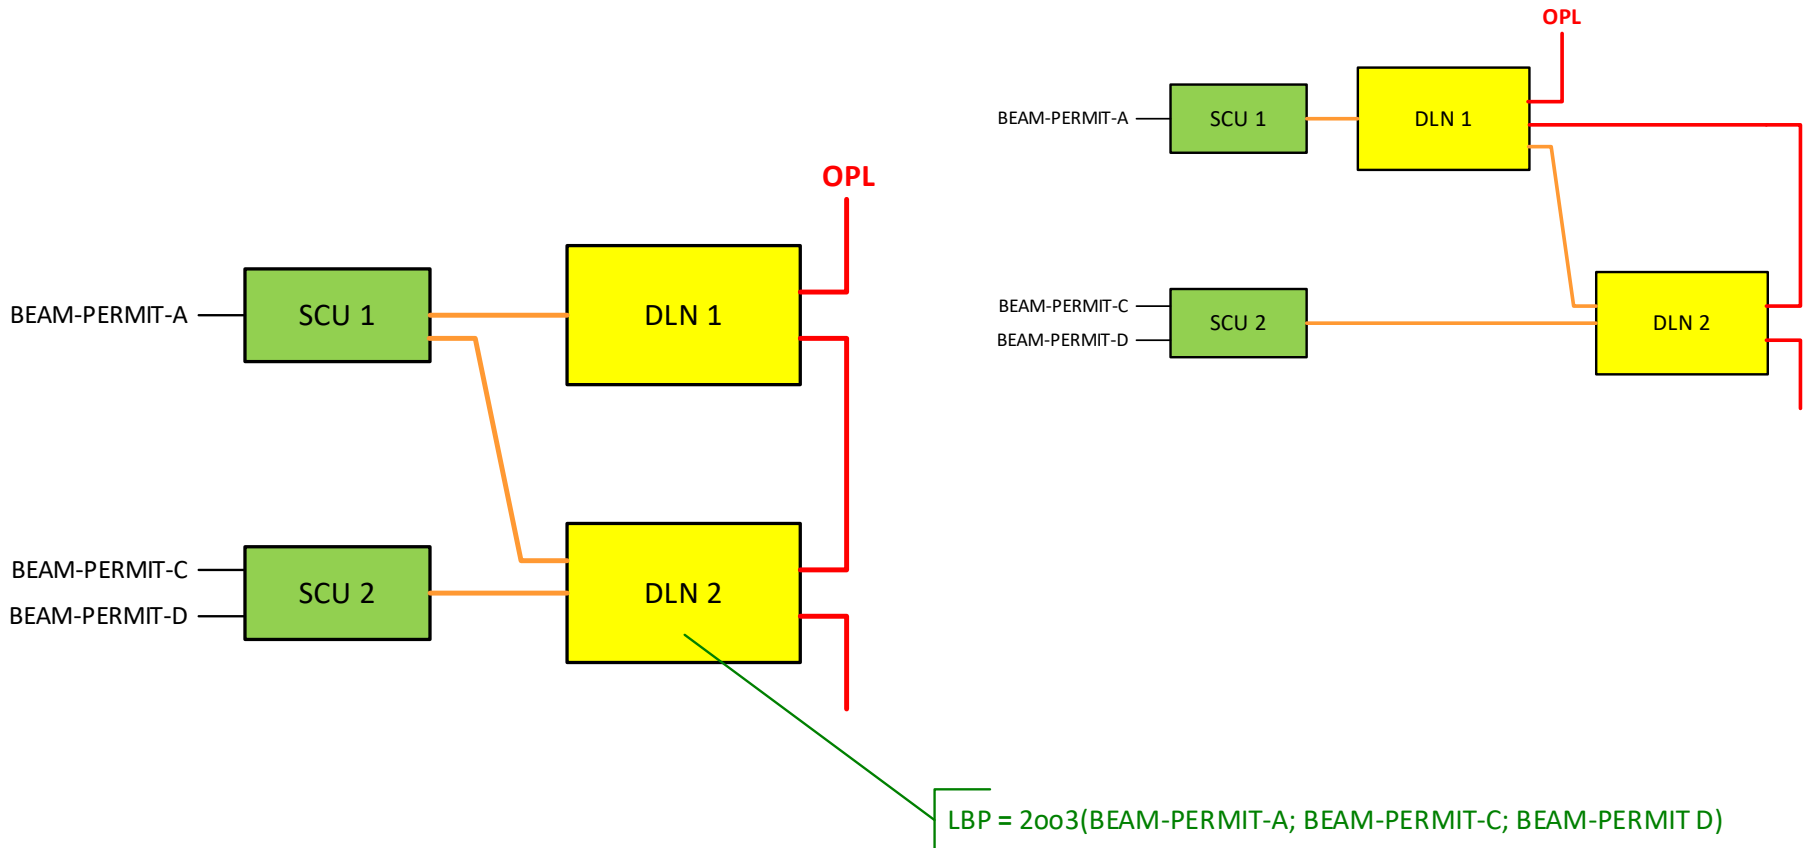 OPL
BEAM-PERMIT-A
SCU 1
DLN 1
BEAM-PERMIT-C
BEAM-PERMIT-D
SCU 2
DLN 2
LBP = 2oo3(BEAM-PERMIT-A; BEAM-PERMIT-C; BEAM-PERMIT D)
OPL
BEAM-PERMIT-A
SCU 1
DLN 1
BEAM-PERMIT-C
BEAM-PERMIT-D
SCU 2
DLN 2